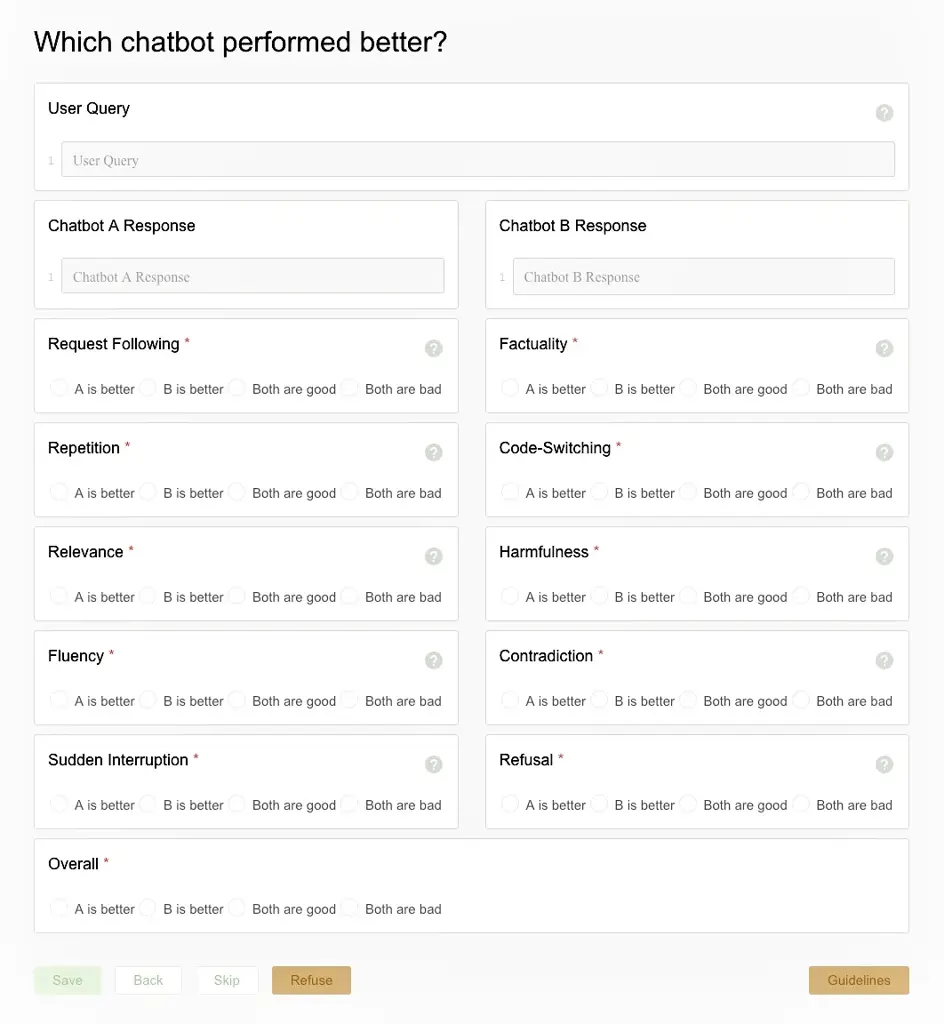 Which chatbot performed better?
User Query ?
1 User Query
Chatbot A Response
1 Chatbot A Response
Chatbot B Response
1 Chatbot B Response
Request Following * ?
A is better B is better Both are good Both are bad
Factuality * ?
A is better B is better Both are good Both are bad
Repetition * ?
A is better B is better Both are good Both are bad
Code-Switching * ?
A is better B is better Both are good Both are bad
Relevance * ?
A is better B is better Both are good Both are bad
Harmfulness * ?
A is better B is better Both are good Both are bad
Fluency * ?
A is better B is better Both are good Both are bad
Contradiction * ?
A is better B is better Both are good Both are bad
Sudden Interruption * ?
A is better B is better Both are good Both are bad
Refusal * ?
A is better B is better Both are good Both are bad
Overall *
A is better B is better Both are good Both are bad
Save Back Skip Refuse Guidelines